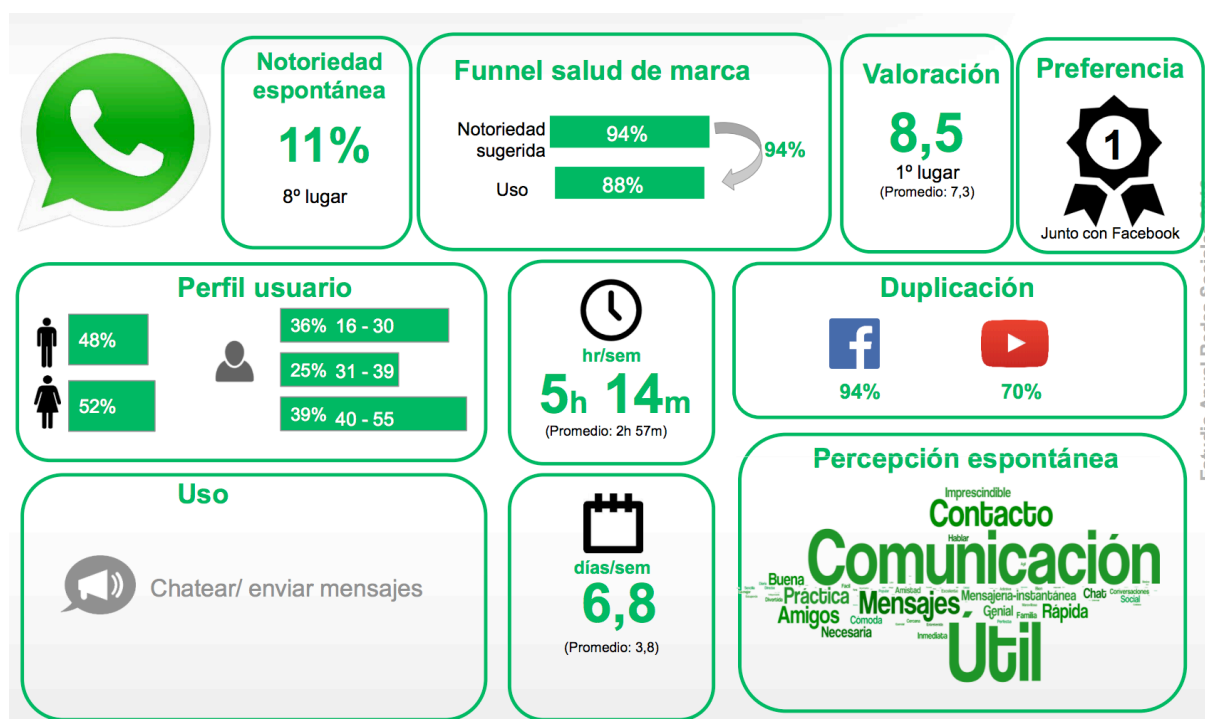 Notoriedad
espontánea
11%
8º lugar
Funnel salud de marca
Notoriedad
sugerida
94%
94%
Uso
88%
Valoración
8,5
1º lugar
(Promedio: 7,3)
Preferencia
1
Junto con Facebook
Perfil usuario
48%
52%
36% 16 - 30
25% 31 - 39
39% 40 - 55
hr/sem
5h 14m
(Promedio: 2h 57m)
Duplicación
f
94%
70%
Uso
Chatear/ enviar mensajes
días/sem
6,8
(Promedio: 3,8)
Percepción espontánea
Imprescindible
Contacto
Hablar
Comunicación
Buena
Práctica
Amistad
Mensajería-instantánea
Chat
Conversaciones
Social
Divertida
Mensajes
Amigos
Cómoda
Genial
Familia
Rápida
Necesaria
Inmediata
Útil